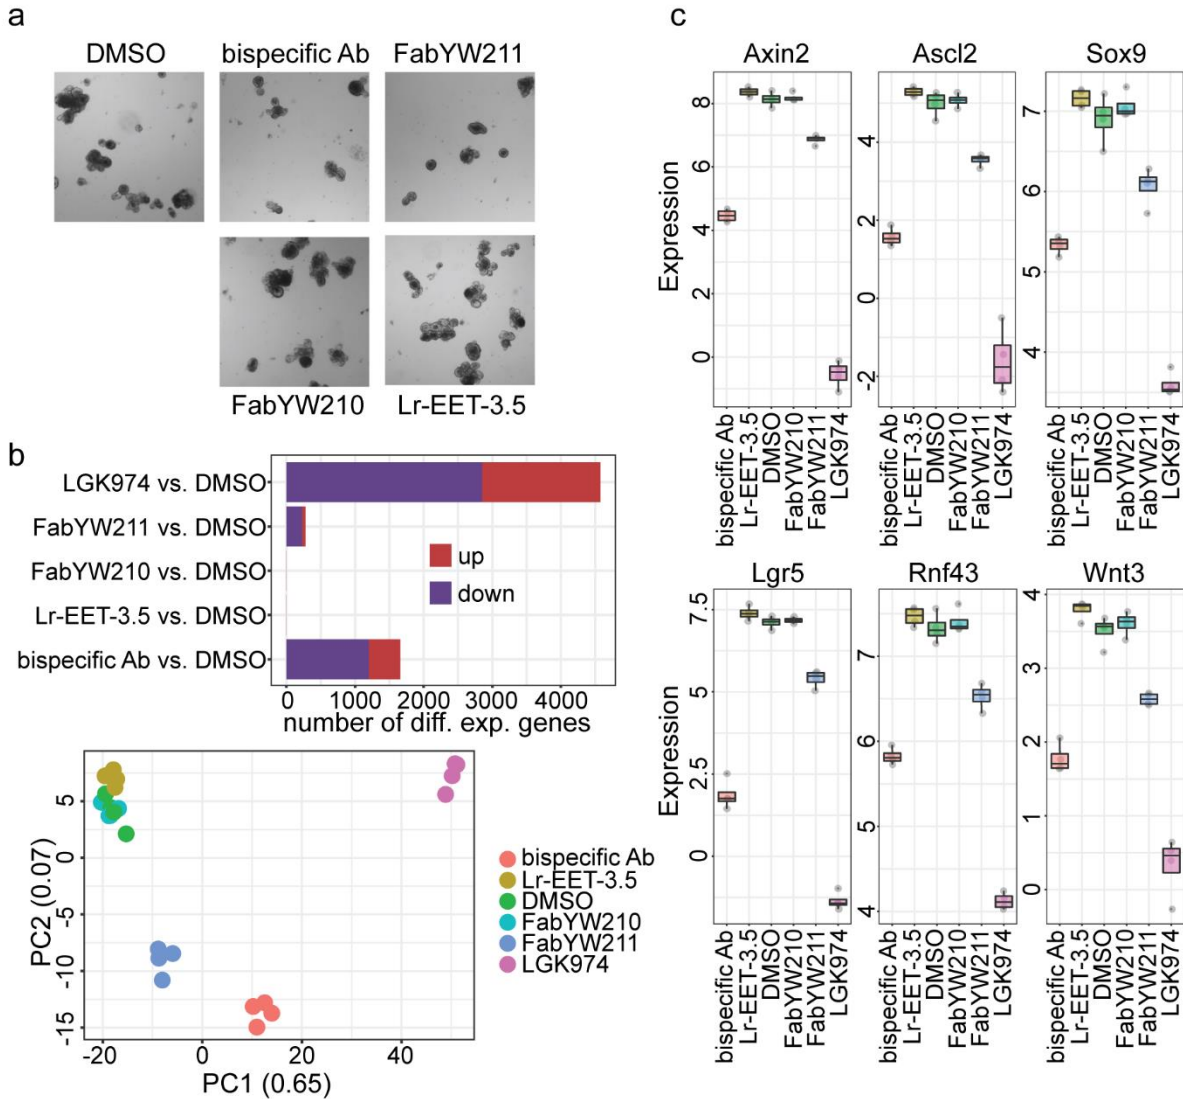 a
DMSO
bispecific Ab
FabYW211
FabYW210
Lr-EET-3.5
b
LGK974 vs. DMSO
FabYW211 vs. DMSO
FabYW210 vs. DMSO
Lr-EET-3.5 vs. DMSO
bispecific Ab vs. DMSO
up
down
0 1000 2000 3000 4000
number of diff. exp. genes
PC2 (0.07)
5
0
-5
-10
-15
-20 0 20 40
PC1 (0.65)
bispecific Ab
Lr-EET-3.5
DMSO
FabYW210
FabYW211
LGK974
c
Axin2
Expression
8
6
4
2
0
bispecific Ab
Lr-EET-3.5
DMSO
FabYW210
FabYW211
LGK974
Ascl2
4
2
0
-2
bispecific Ab
Lr-EET-3.5
DMSO
FabYW210
FabYW211
LGK974
Sox9
7
6
5
4
bispecific Ab
Lr-EET-3.5
DMSO
FabYW210
FabYW211
LGK974
Lgr5
Expression
7.5
5
2.5
0
bispecific Ab
Lr-EET-3.5
DMSO
FabYW210
FabYW211
LGK974
Rnf43
7
6
5
4
bispecific Ab
Lr-EET-3.5
DMSO
FabYW210
FabYW211
LGK974
Wnt3
4
3
2
1
0
bispecific Ab
Lr-EET-3.5
DMSO
FabYW210
FabYW211
LGK974